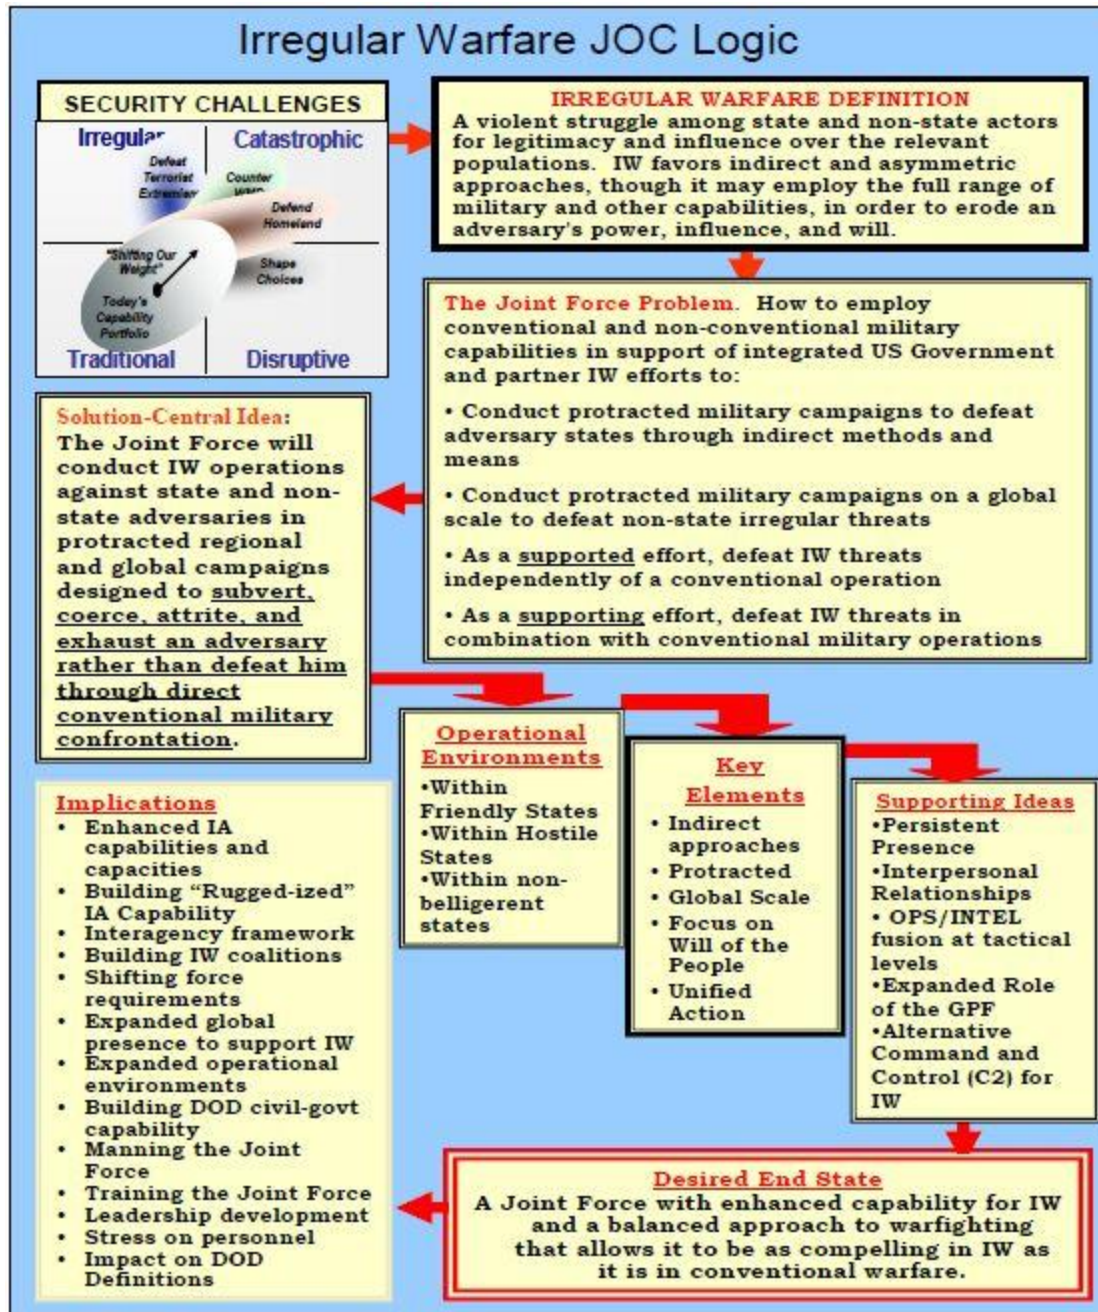 Irregular Warfare JOC Logic
SECURITY CHALLENGES
Irregular
Catastrophic
Defeat
Terrorist
Extremism
Counter
WMD
Defend
Homeland
"Shifting Our
Weight"
Shape
Choices
Today's
Capability
Portfolio
Traditional
Disruptive
IRREGULAR WARFARE DEFINITION
A violent struggle among state and non-state actors
for legitimacy and influence over the relevant
populations. IW favors indirect and asymmetric
approaches, though it may employ the full range of
military and other capabilities, in order to erode an
adversary's power, influence, and will.
The Joint Force Problem. How to employ
conventional and non-conventional military
capabilities in support of integrated US Government
and partner IW efforts to:
• Conduct protracted military campaigns to defeat
adversary states through indirect methods and
means
• Conduct protracted military campaigns on a global
scale to defeat non-state irregular threats
• As a supported effort, defeat IW threats
independently of a conventional operation
• As a supporting effort, defeat IW threats in
combination with conventional military operations
Solution-Central Idea:
The Joint Force will
conduct IW operations
against state and non-
state adversaries in
protracted regional
and global campaigns
designed to subvert,
coerce, attrite, and
exhaust an adversary
rather than defeat him
through direct
conventional military
confrontation.
Operational
Environments
•Within
Friendly States
•Within Hostile
States
•Within non-
belligerent
states
Key
Elements
• Indirect
approaches
• Protracted
• Global Scale
• Focus on
Will of the
People
• Unified
Action
Supporting Ideas
•Persistent
Presence
•Interpersonal
Relationships
• OPS/INTEL
fusion at tactical
levels
•Expanded Role
of the GPF
•Alternative
Command and
Control (C2) for
IW
Implications
• Enhanced IA
capabilities and
capacities
• Building “Rugged-ized”
IA Capability
• Interagency framework
• Building IW coalitions
• Shifting force
requirements
• Expanded global
presence to support IW
• Expanded operational
environments
• Building DOD civil-govt
capability
• Manning the Joint
Force
• Training the Joint Force
• Leadership development
• Stress on personnel
• Impact on DOD
Definitions
Desired End State
A Joint Force with enhanced capability for IW
and a balanced approach to warfighting
that allows it to be as compelling in IW as
it is in conventional warfare.